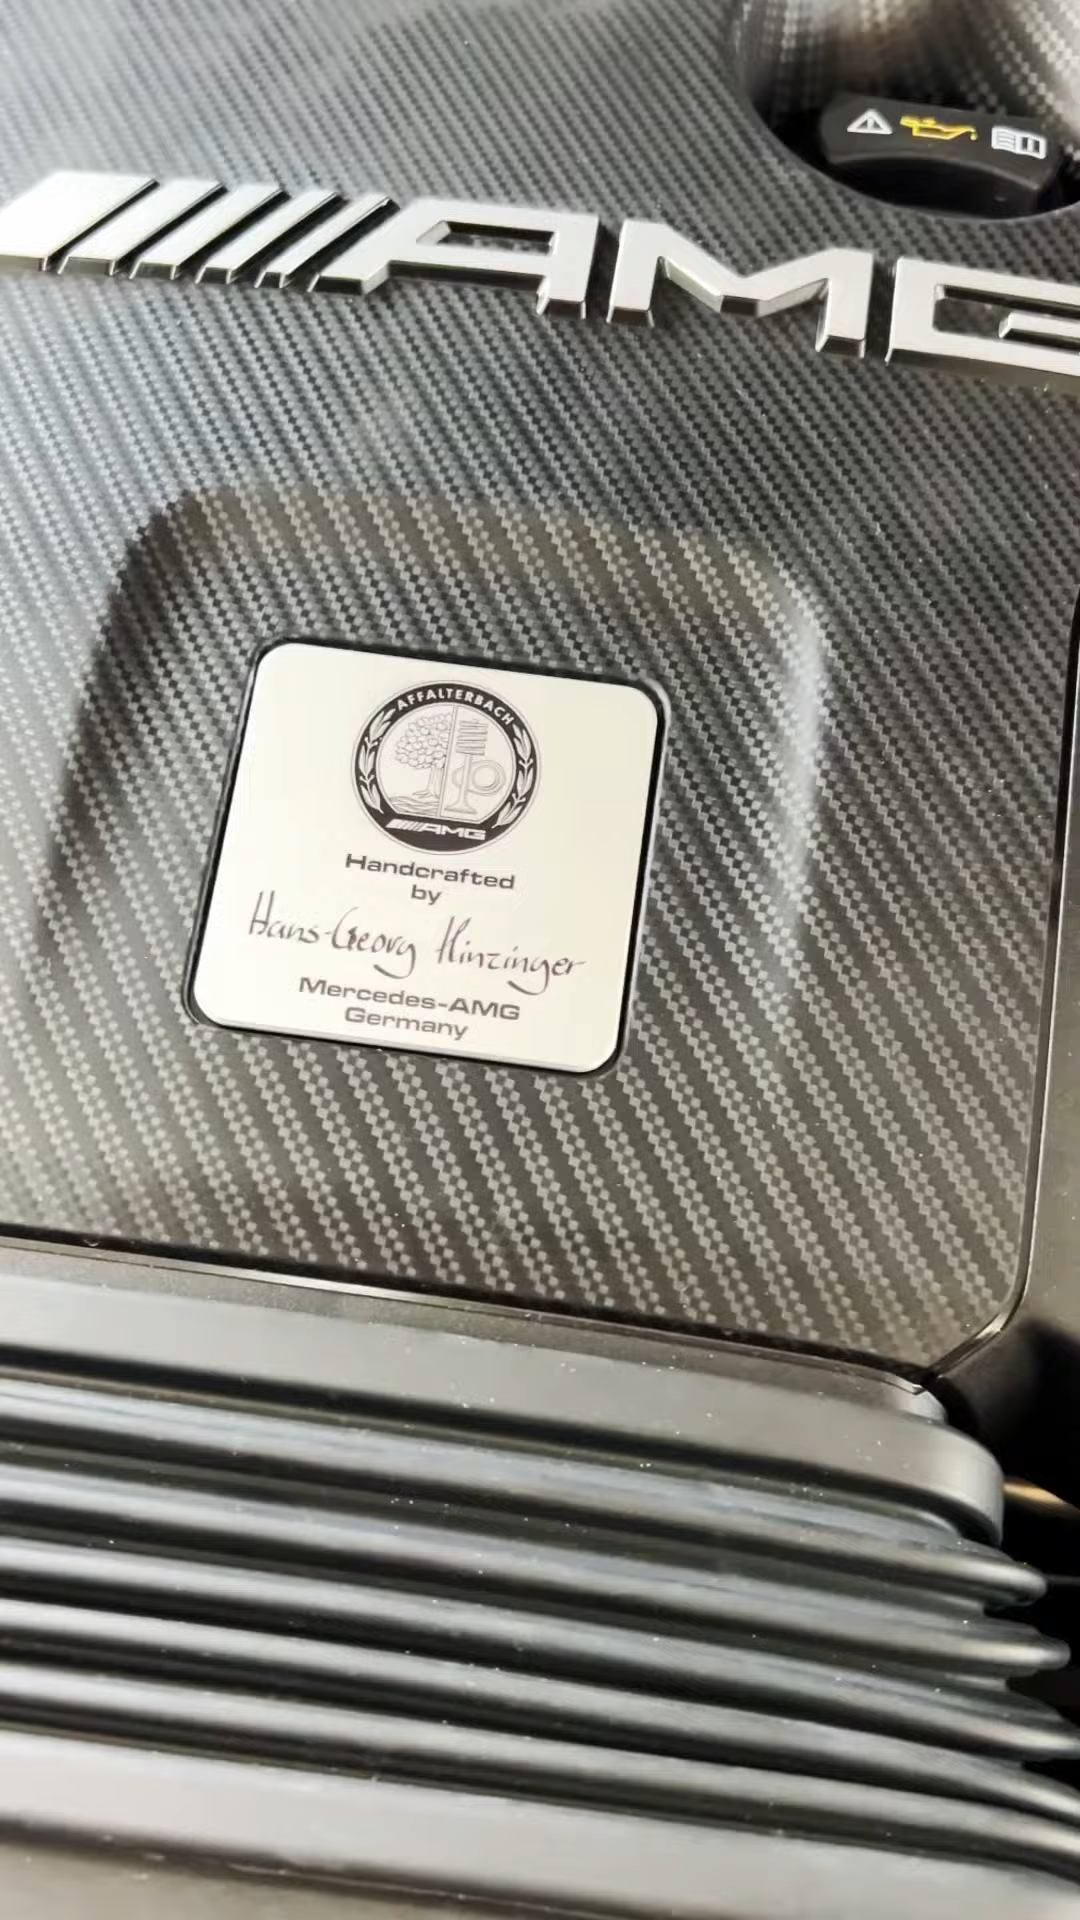 AMG
AFFALTERBACH
AMG
Handcrafted
by
Hans-Georg Hinzinger
Mercedes-AMG
Germany